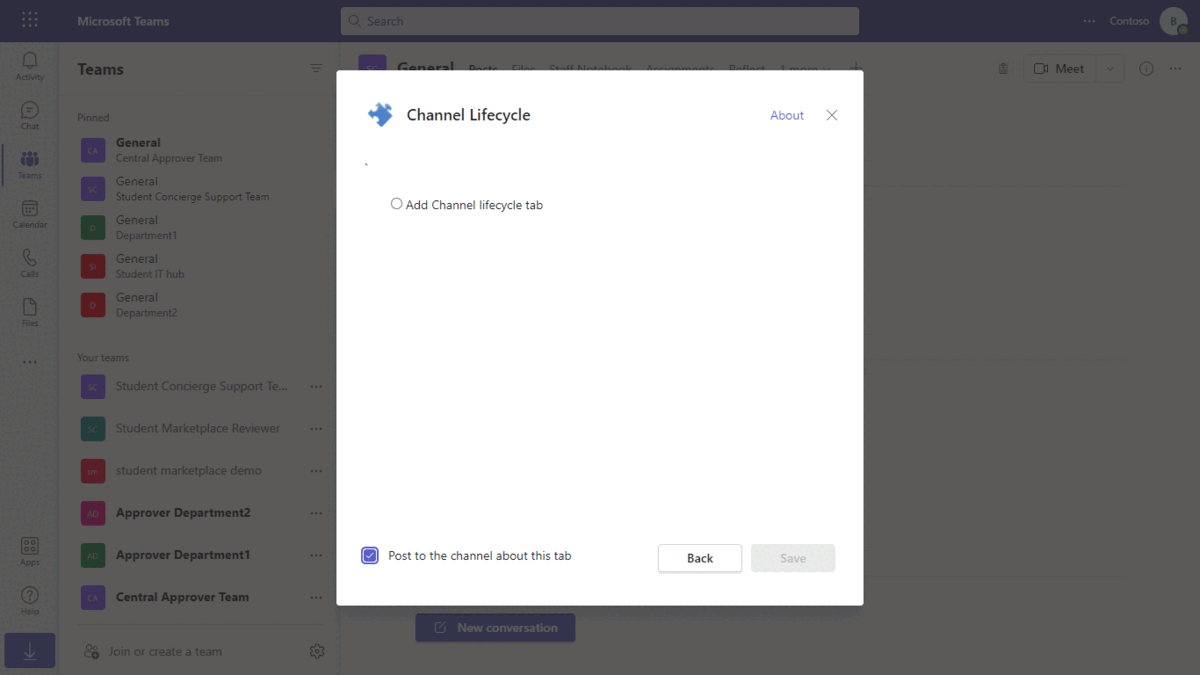 Microsoft Teams
Search
Contoso
B
Activity
Chat
Teams
Calendar
Calls
Files
Apps
Help
Teams
Pinned
CA
General
Central Approver Team
SC
General
Student Concierge Support Team
D
General
Department1
SI
General
Student IT hub
D
General
Department2
Your teams
SC
Student Concierge Support Te...
SC
Student Marketplace Reviewer
sm
student marketplace demo
AD
Approver Department2
AD
Approver Department1
CA
Central Approver Team
Join or create a team
General Posts Files Staff Notebook Assignments Reflect 1 more
Meet
Channel Lifecycle
About
`
Add Channel lifecycle tab
Post to the channel about this tab
Back
Save
New conversation